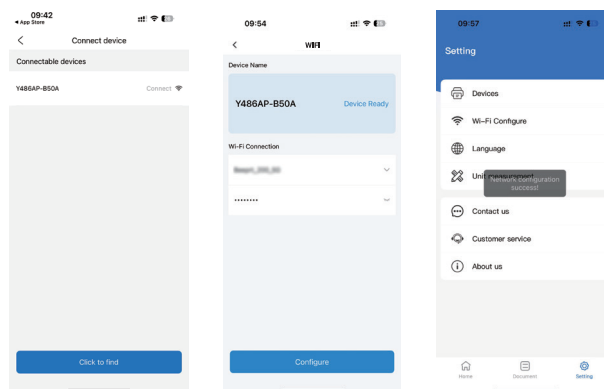 09:42
◂ App Store
Connect device
Connectable devices
Y486AP-B50A
Connect
Click to find
09:54
WIFI
Device Name
Y486AP-B50A
Device Ready
Wi-Fi Connection
••••••••
Configure
09:57
Setting
Devices
Wi-Fi Configure
Language
Network configuration
success!
Contact us
Customer service
About us
Home
Document
Setting